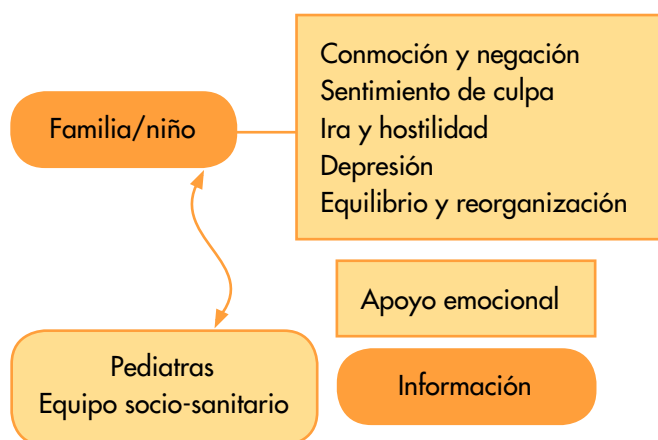 Familia/niño
Conmoción y negación
Sentimiento de culpa
Ira y hostilidad
Depresión
Equilibrio y reorganización
Apoyo emocional
Pediatras
Equipo socio-sanitario
Información